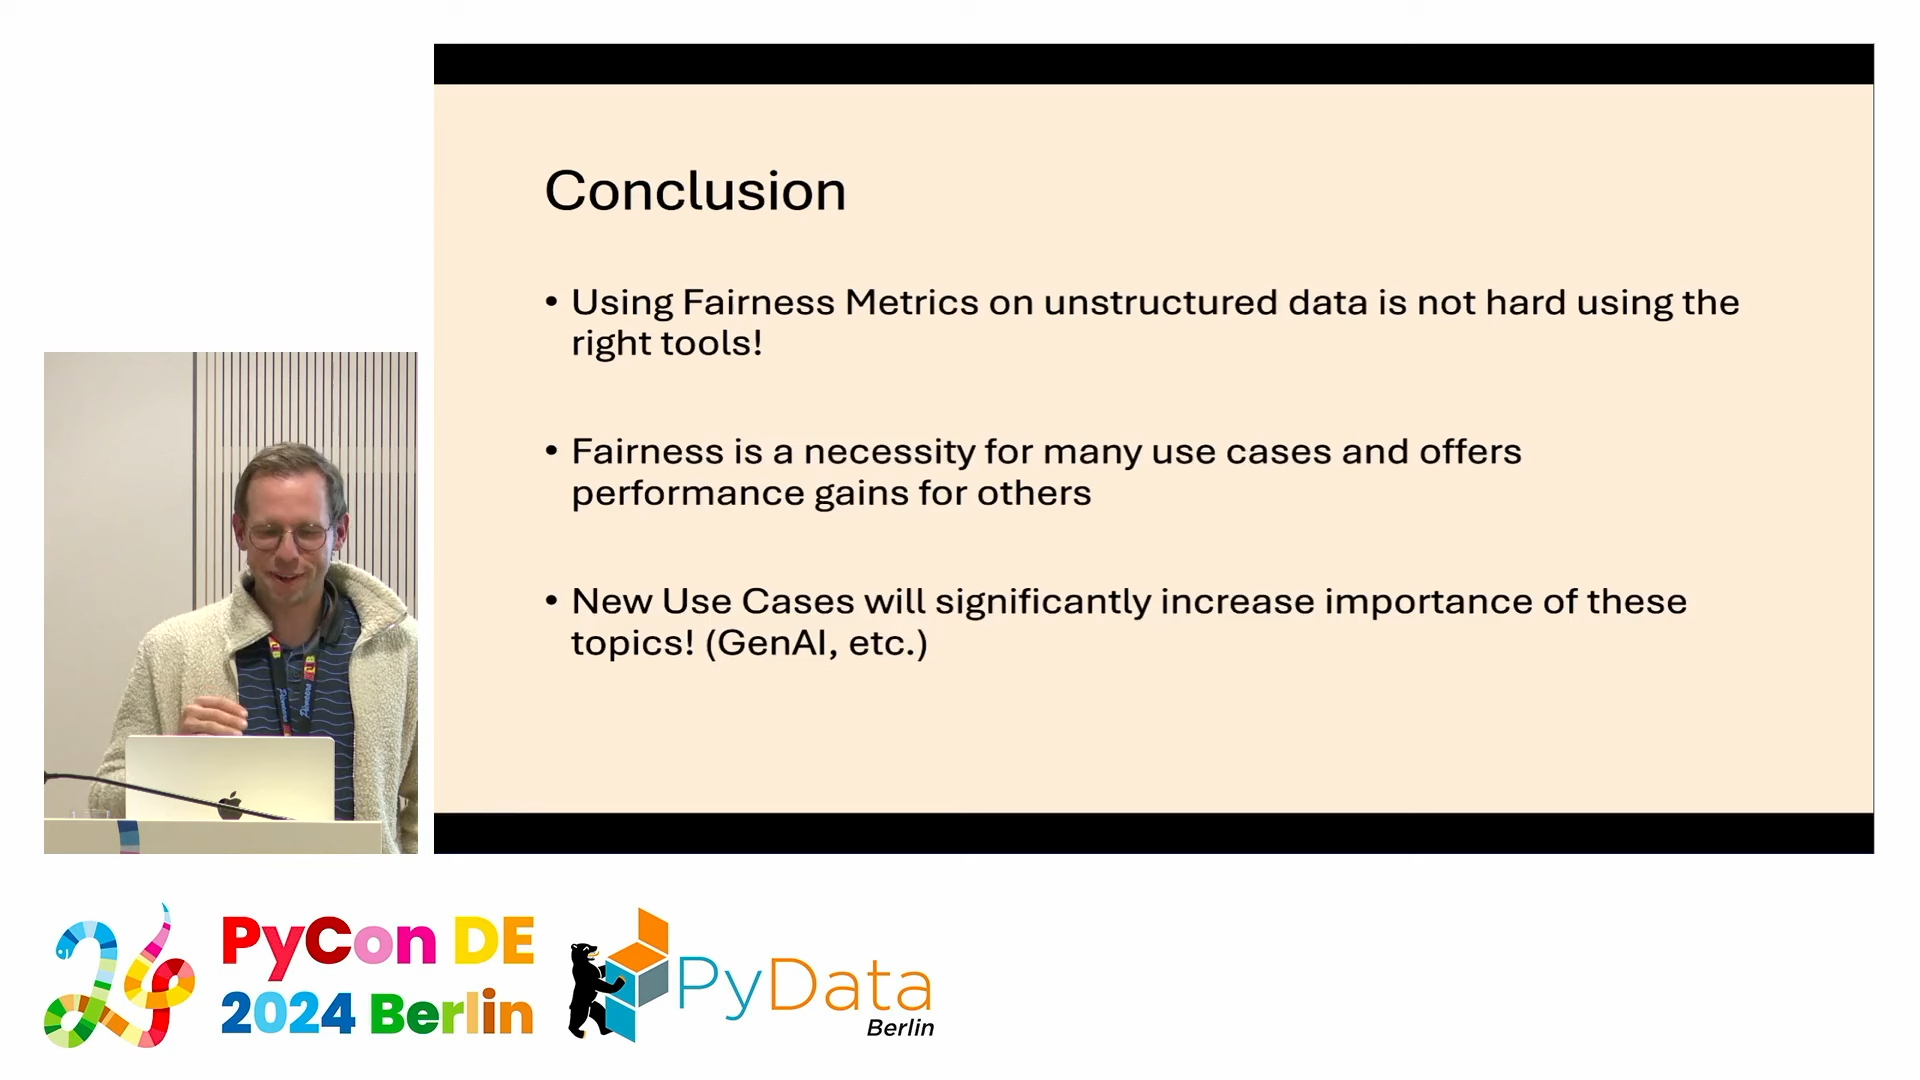 Conclusion
• Using Fairness Metrics on unstructured data is not hard using the
right tools!
• Fairness is a necessity for many use cases and offers
performance gains for others
• New Use Cases will significantly increase importance of these
topics! (GenAI, etc.)
PyCon DE
2024 Berlin
PyData
Berlin